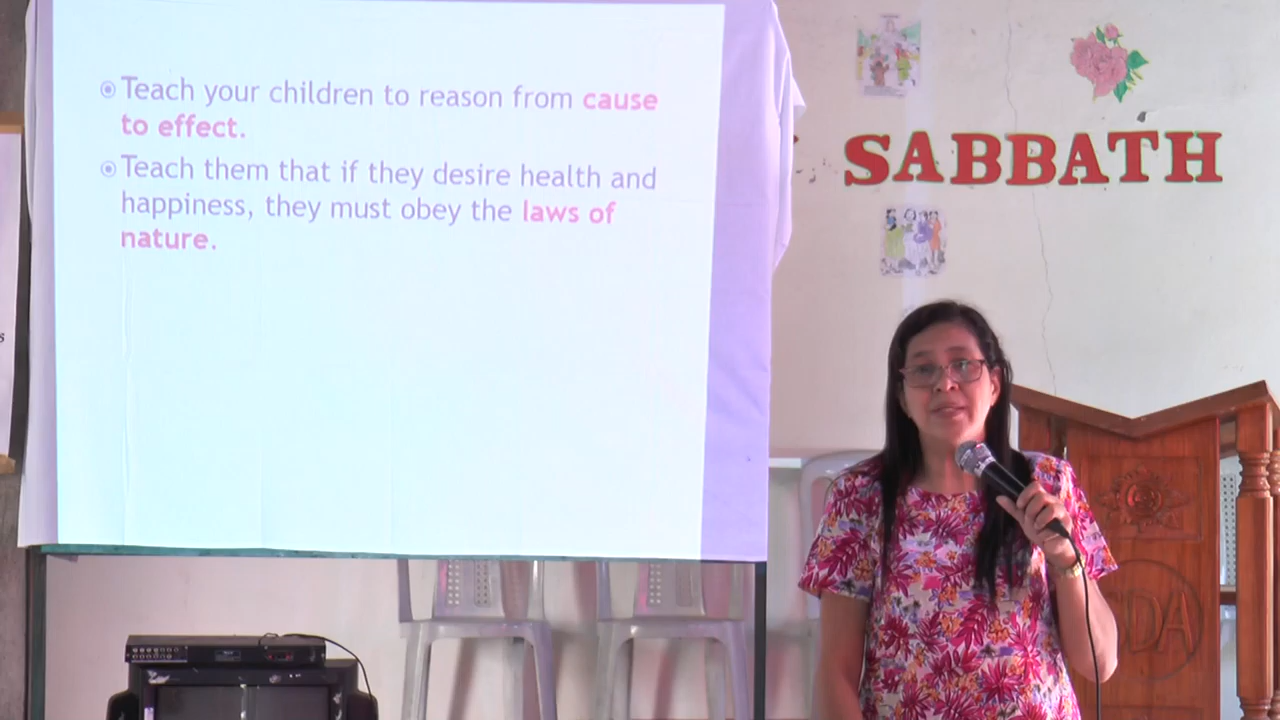 Teach your children to reason from cause
to effect.
Teach them that if they desire health and
happiness, they must obey the laws of
nature.
SABBATH
SDA
s